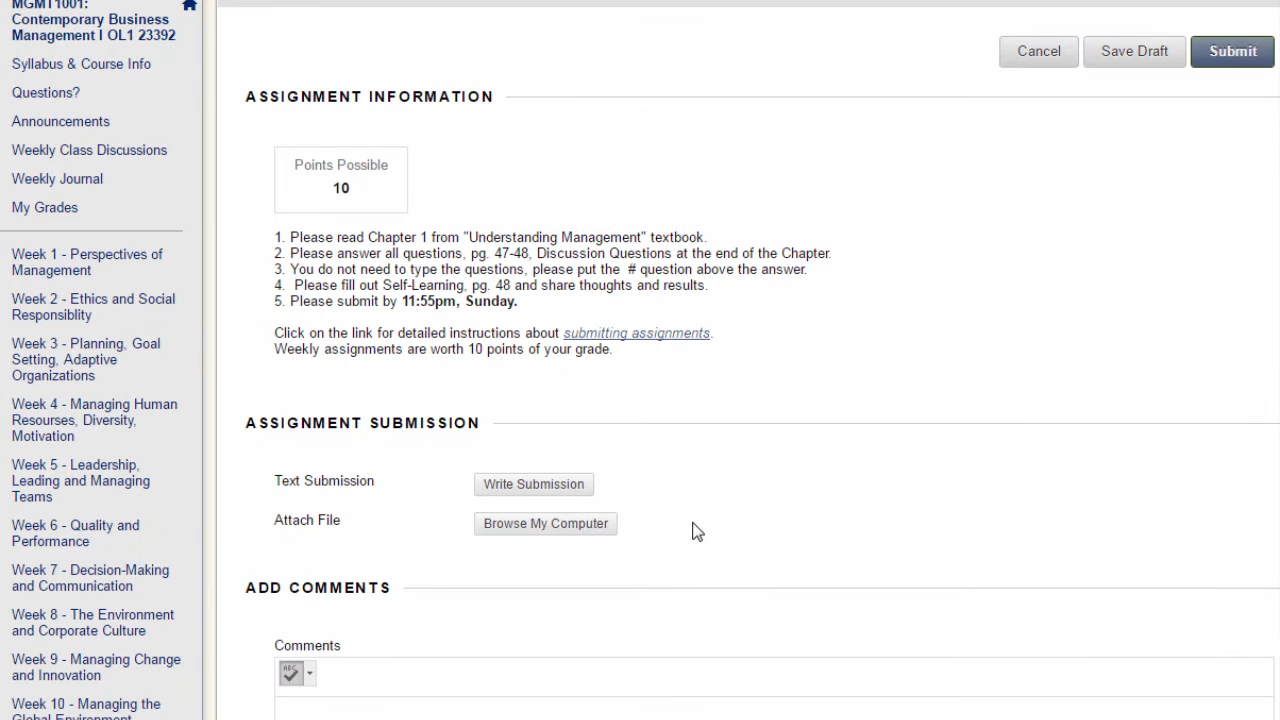 MGMT1001:
Contemporary Business
Management I OL1 23392
Syllabus & Course Info
Questions?
Announcements
Weekly Class Discussions
Weekly Journal
My Grades
Week 1 - Perspectives of
Management
Week 2 - Ethics and Social
Responsiblity
Week 3 - Planning, Goal
Setting, Adaptive
Organizations
Week 4 - Managing Human
Resourses, Diversity,
Motivation
Week 5 - Leadership,
Leading and Managing
Teams
Week 6 - Quality and
Performance
Week 7 - Decision-Making
and Communication
Week 8 - The Environment
and Corporate Culture
Week 9 - Managing Change
and Innovation
Week 10 - Managing the
Global Environment
Cancel
Save Draft
Submit
ASSIGNMENT INFORMATION
Points Possible
10
1. Please read Chapter 1 from "Understanding Management" textbook.
2. Please answer all questions, pg. 47-48, Discussion Questions at the end of the Chapter.
3. You do not need to type the questions, please put the # question above the answer.
4. Please fill out Self-Learning, pg. 48 and share thoughts and results.
5. Please submit by 11:55pm, Sunday.
Click on the link for detailed instructions about submitting assignments.
Weekly assignments are worth 10 points of your grade.
ASSIGNMENT SUBMISSION
Text Submission
Write Submission
Attach File
Browse My Computer
ADD COMMENTS
Comments
ABC